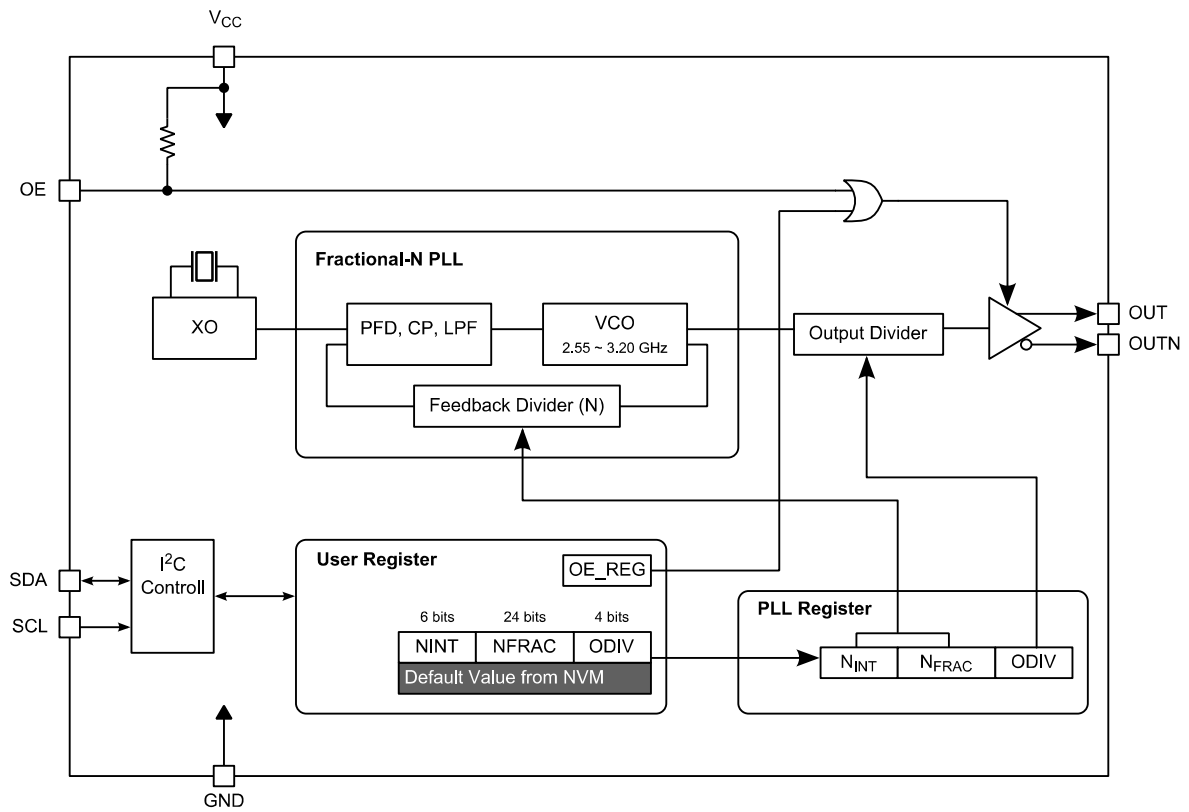 VCC
OE
Fractional-N PLL
XO
PFD, CP, LPF
VCO
2.55 ~ 3.20 GHz
Output Divider
OUT
OUTN
Feedback Divider (N)
I2C
Controll
SDA
SCL
User Register
OE_REG
6 bits
24 bits
4 bits
NINT
NFRAC
ODIV
Default Value from NVM
PLL Register
NINT
NFRAC
ODIV
GND